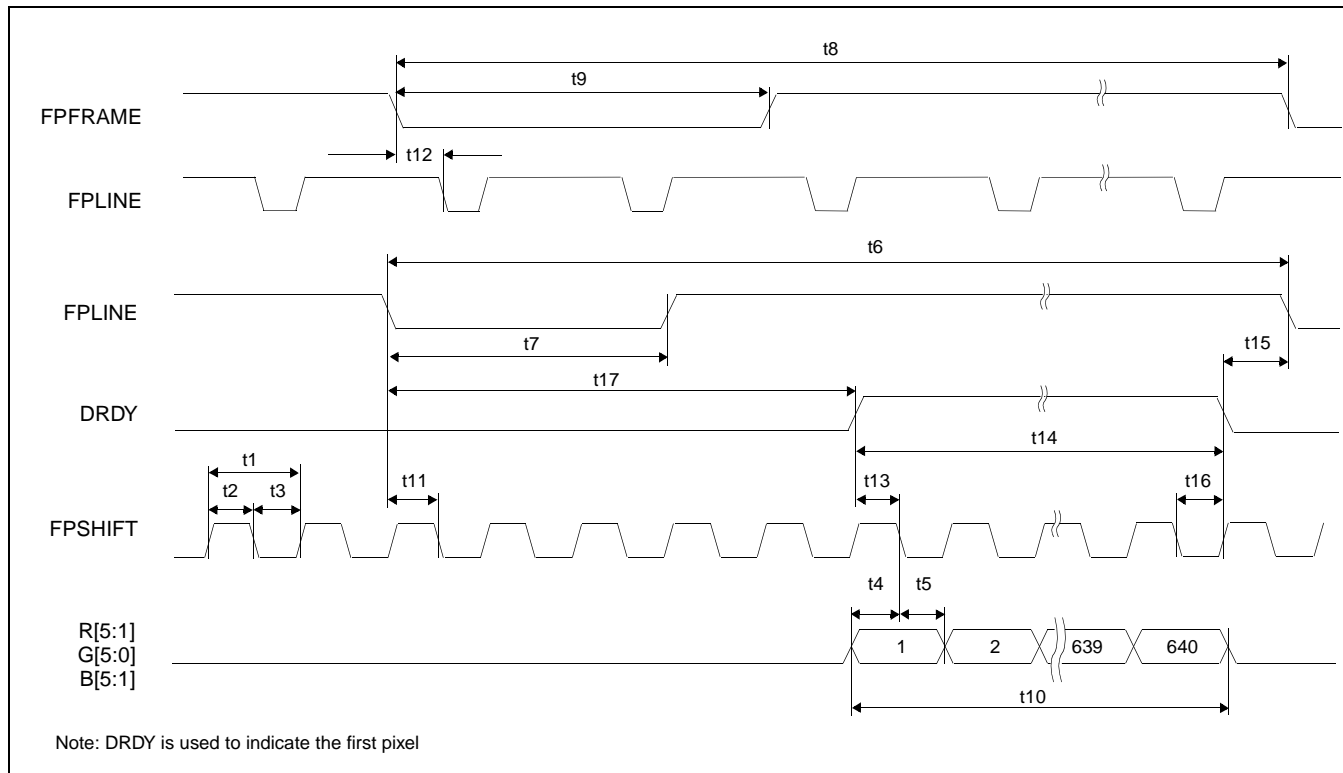 t8
t9
FPFRAME
t12
FPLINE
t6
FPLINE
t7
t15
t17
DRDY
t14
t1
t2
t3
t11
t13
t16
FPSHIFT
t4
t5
R[5:1]
G[5:0]
B[5:1]
1
2
639
640
t10
Note: DRDY is used to indicate the first pixel